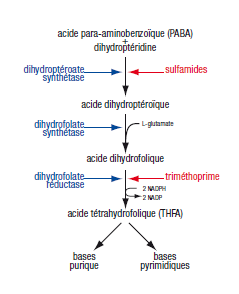 acide para-aminobenzoïque (PABA)
+
dihydroptéridine
dihydroptéroate
synthétase
sulfamides
acide dihydroptéroïque
dihydrofolate
synthétase
L-glutamate
acide dihydrofolique
dihydrofolate
réductase
triméthoprime
2 NADPH
2 NADP
acide tétrahydrofolique (THFA)
bases
purique
bases
pyrimidiques